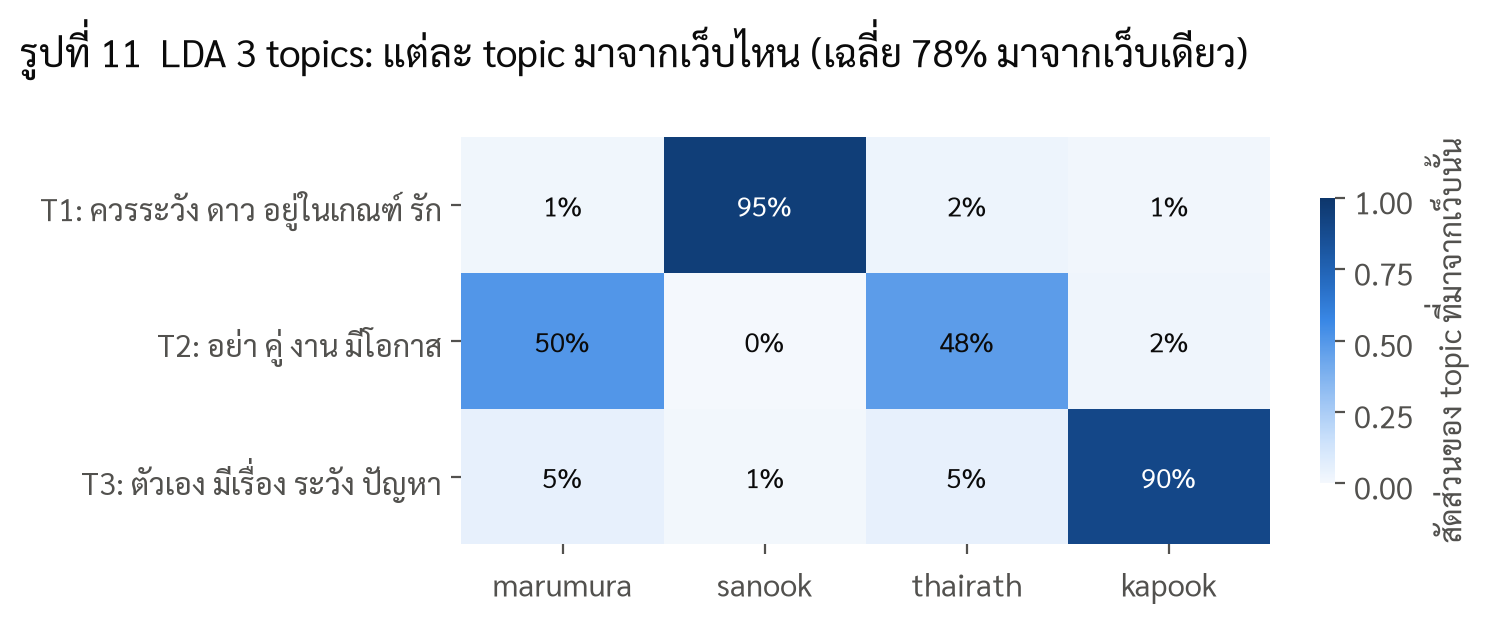 รูปที่ 11 LDA 3 topics: แต่ละ topic มาจากเว็บไหน (เฉลี่ย 78% มาจากเว็บเดียว)
T1: ควรระวัง ดาว อยู่ในเกณฑ์ รัก
1% 95% 2% 1%
T2: อย่า คู่ งาน มีโอกาส
50% 0% 48% 2%
T3: ตัวเอง มีเรื่อง ระวัง ปัญหา
5% 1% 5% 90%
marumura sanook thairath kapook
1.00
0.75
0.50
0.25
0.00
สัดส่วนของ topic ที่มาจากเว็บนั้น